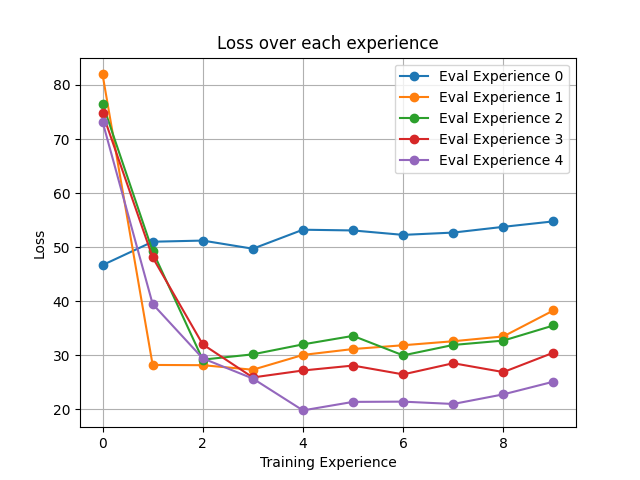 Loss over each experience
Eval Experience 0
Eval Experience 1
Eval Experience 2
Eval Experience 3
Eval Experience 4
Loss
80
70
60
50
40
30
20
0 2 4 6 8
Training Experience